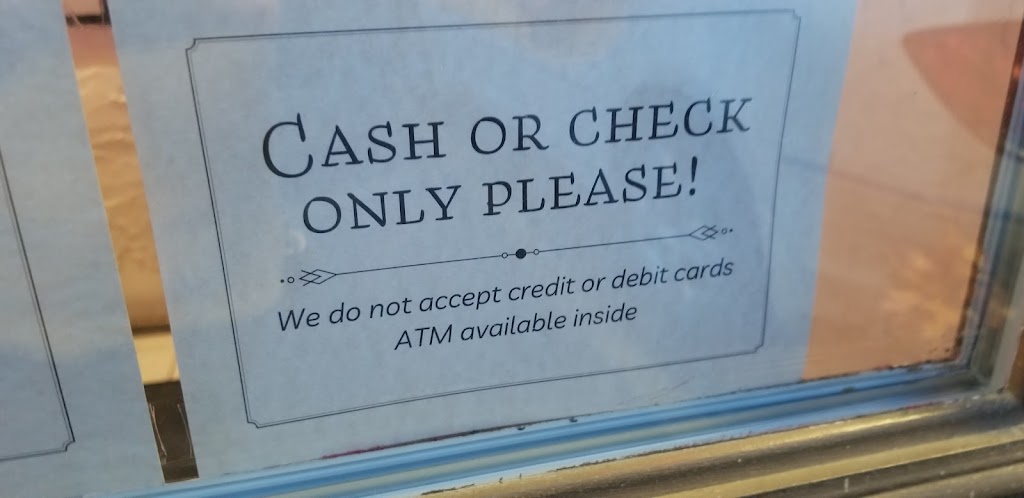 CASH OR CHECK
ONLY PLEASE!
We do not accept credit or debit cards
ATM available inside